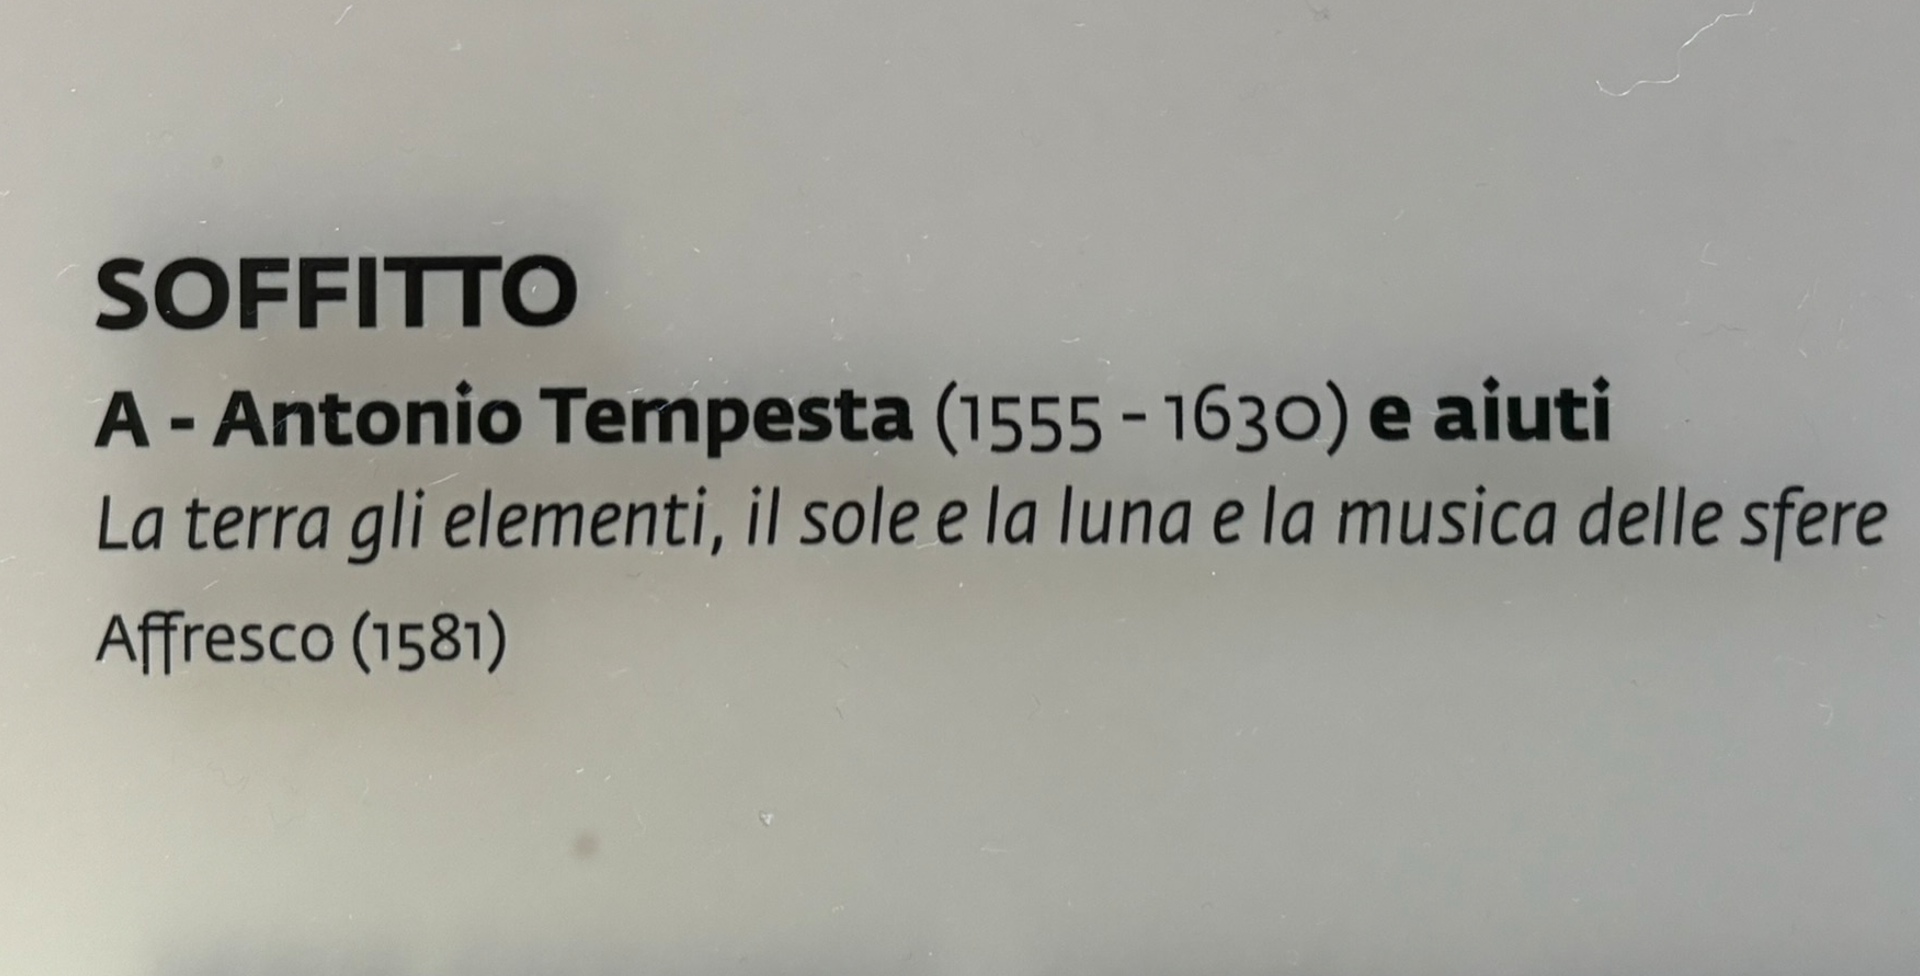 SOFFITTO
A - Antonio Tempesta (1555 - 1630) e aiuti
La terra gli elementi, il sole e la luna e la musica delle sfere
Affresco (1581)